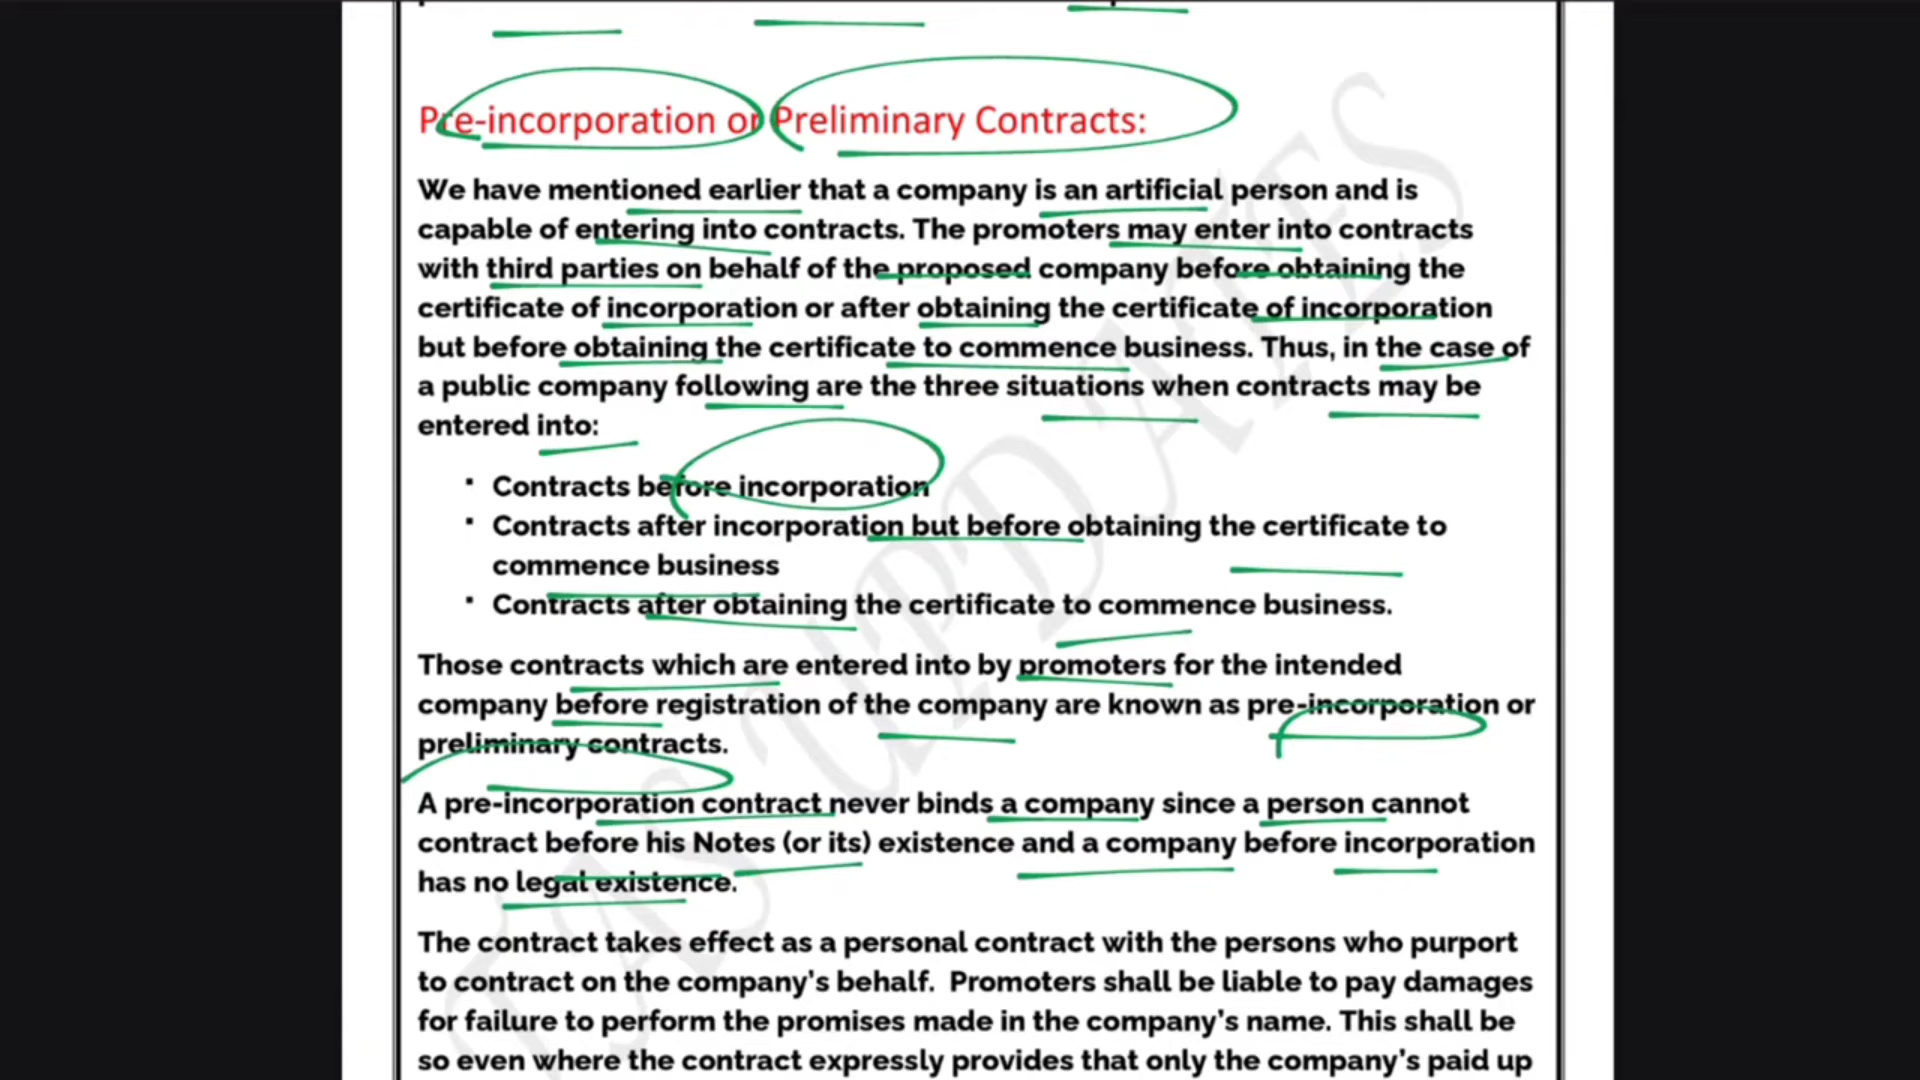 Pre-incorporation or Preliminary Contracts:
We have mentioned earlier that a company is an artificial person and is
capable of entering into contracts. The promoters may enter into contracts
with third parties on behalf of the proposed company before obtaining the
certificate of incorporation or after obtaining the certificate of incorporation
but before obtaining the certificate to commence business. Thus, in the case of
a public company following are the three situations when contracts may be
entered into:
▪ Contracts before incorporation
▪ Contracts after incorporation but before obtaining the certificate to
commence business
▪ Contracts after obtaining the certificate to commence business.
Those contracts which are entered into by promoters for the intended
company before registration of the company are known as pre-incorporation or
preliminary contracts.
A pre-incorporation contract never binds a company since a person cannot
contract before his Notes (or its) existence and a company before incorporation
has no legal existence.
The contract takes effect as a personal contract with the persons who purport
to contract on the company's behalf.  Promoters shall be liable to pay damages
for failure to perform the promises made in the company's name. This shall be
so even where the contract expressly provides that only the company's paid up
TAS UPDATES